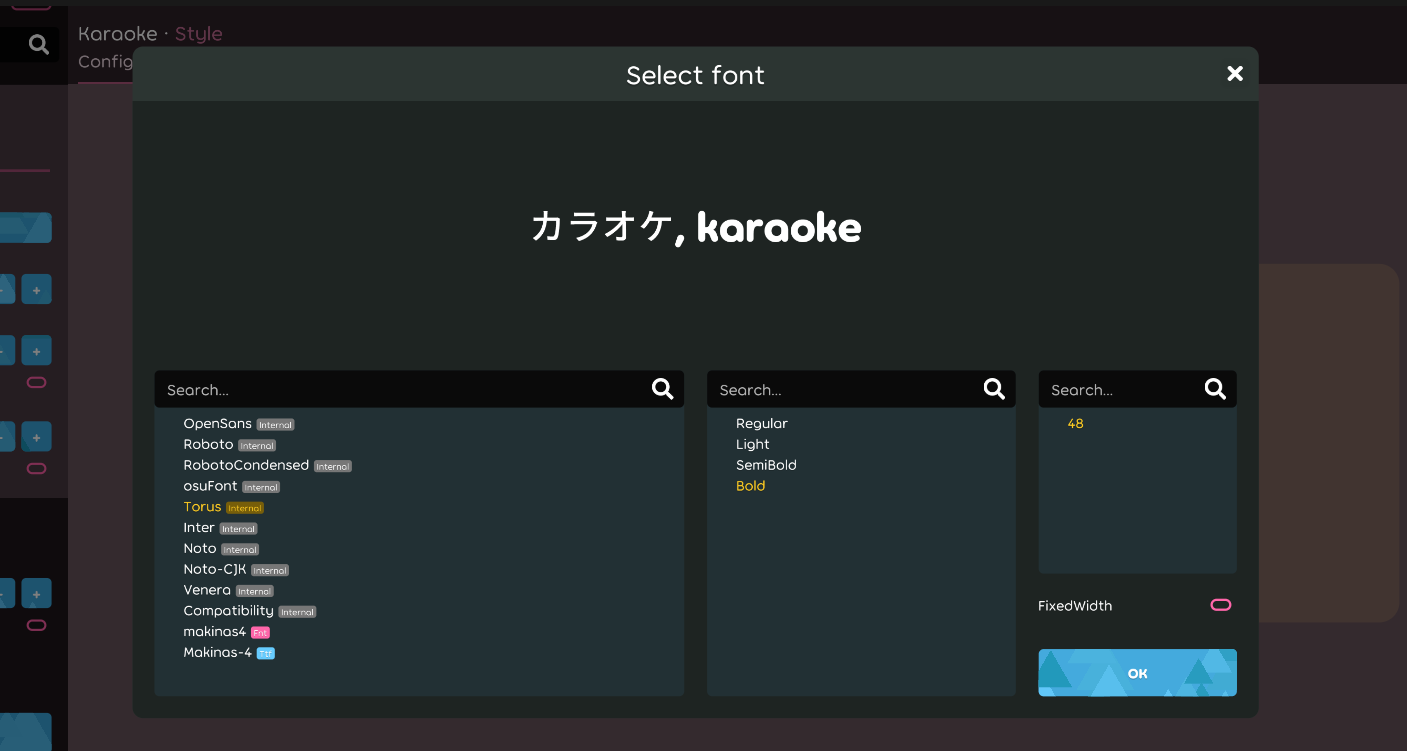 Karaoke · Style
Config
Select font
カラオケ, karaoke
Search...
OpenSans Internal
Roboto Internal
RobotoCondensed Internal
osuFont Internal
Torus Internal
Inter Internal
Noto Internal
Noto-CJK Internal
Venera Internal
Compatibility Internal
makinas4 Fnt
Makinas-4 Ttf
Search...
Regular
Light
SemiBold
Bold
Search...
48
FixedWidth
OK